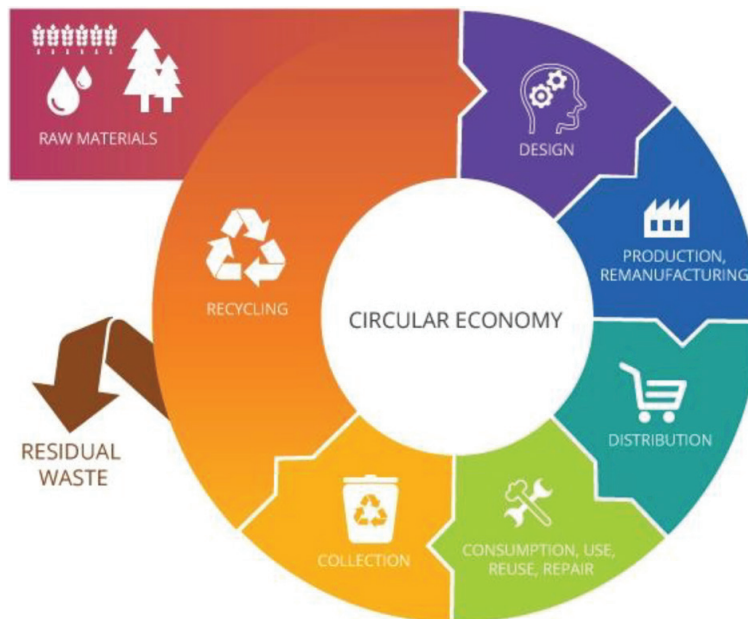 RAW MATERIALS
DESIGN
PRODUCTION,
REMANUFACTURING
RECYCLING
CIRCULAR ECONOMY
DISTRIBUTION
RESIDUAL
WASTE
CONSUMPTION, USE,
REUSE, REPAIR
COLLECTION